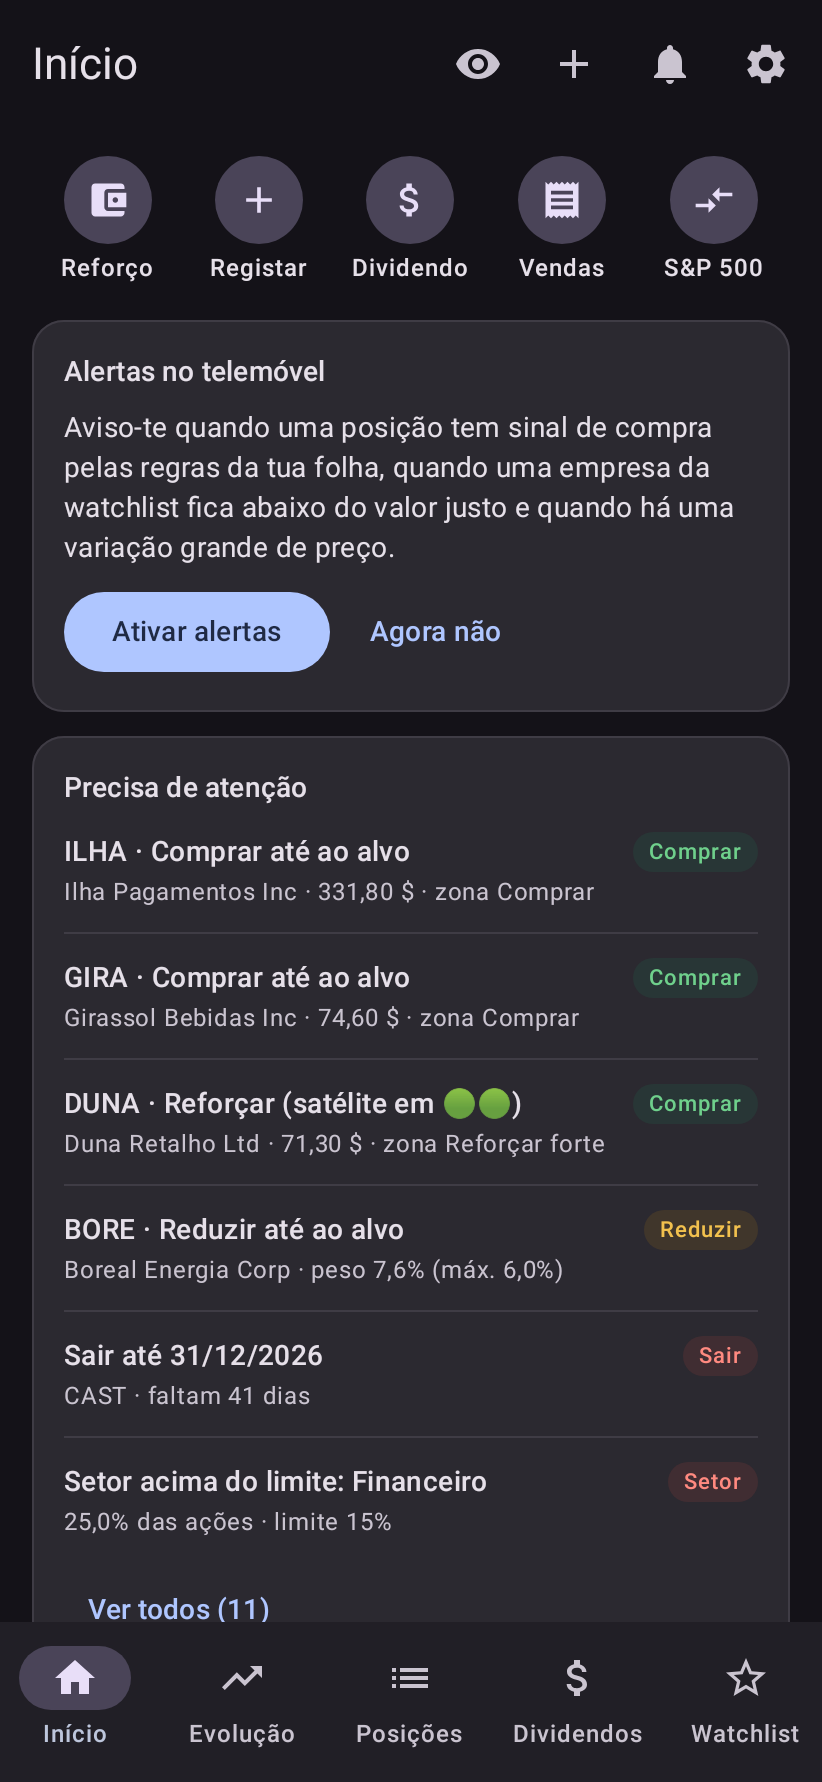 Início
Reforço
Registar
Dividendo
Vendas
S&P 500
Alertas no telemóvel
Aviso-te quando uma posição tem sinal de compra
pelas regras da tua folha, quando uma empresa da
watchlist fica abaixo do valor justo e quando há uma
variação grande de preço.
Ativar alertas
Agora não
Precisa de atenção
ILHA · Comprar até ao alvo
Comprar
Ilha Pagamentos Inc · 331,80 $ · zona Comprar
GIRA · Comprar até ao alvo
Comprar
Girassol Bebidas Inc · 74,60 $ · zona Comprar
DUNA · Reforçar (satélite em 🟢🟢)
Comprar
Duna Retalho Ltd · 71,30 $ · zona Reforçar forte
BORE · Reduzir até ao alvo
Reduzir
Boreal Energia Corp · peso 7,6% (máx. 6,0%)
Sair até 31/12/2026
Sair
CAST · faltam 41 dias
Setor acima do limite: Financeiro
Setor
25,0% das ações · limite 15%
Ver todos (11)
Início
Evolução
Posições
Dividendos
Watchlist